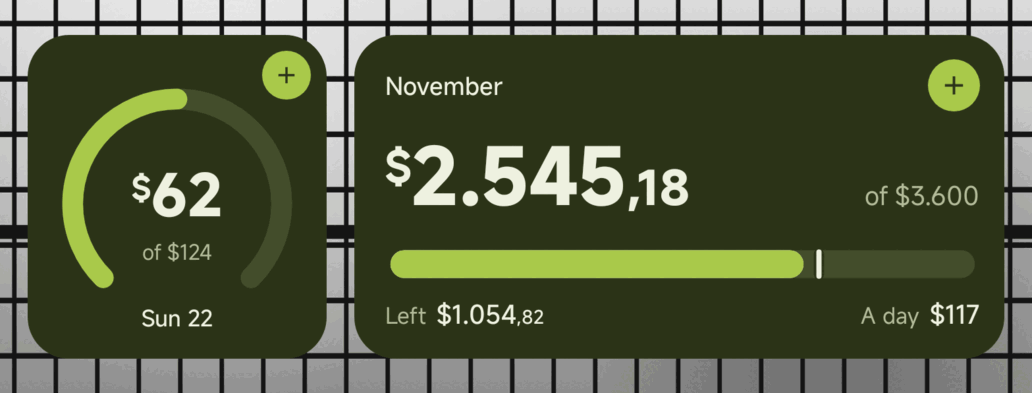 +
$62
of $124
Sun 22
November +
$2.545,18 of $3.600
Left $1.054,82 A day $117